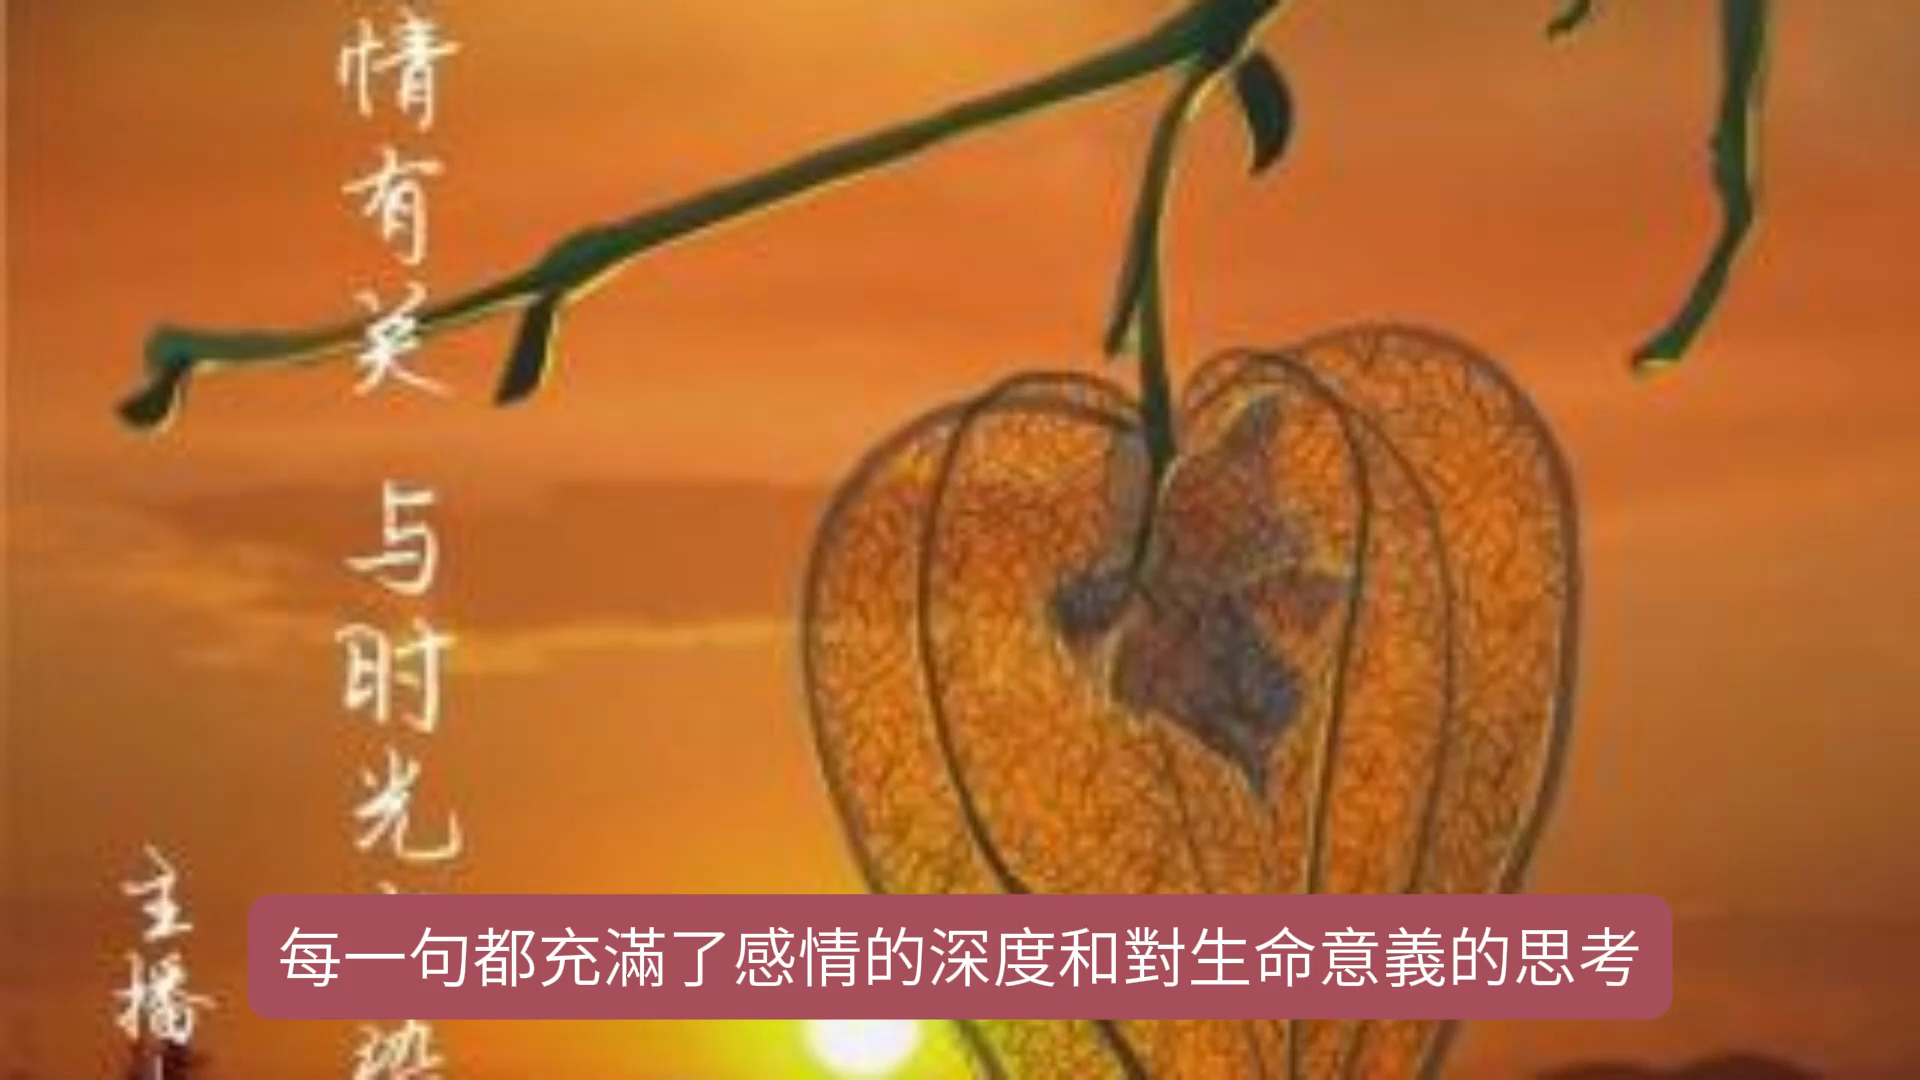 情有关 与时光
主播
每一句都充滿了感情的深度和對生命意義的思考